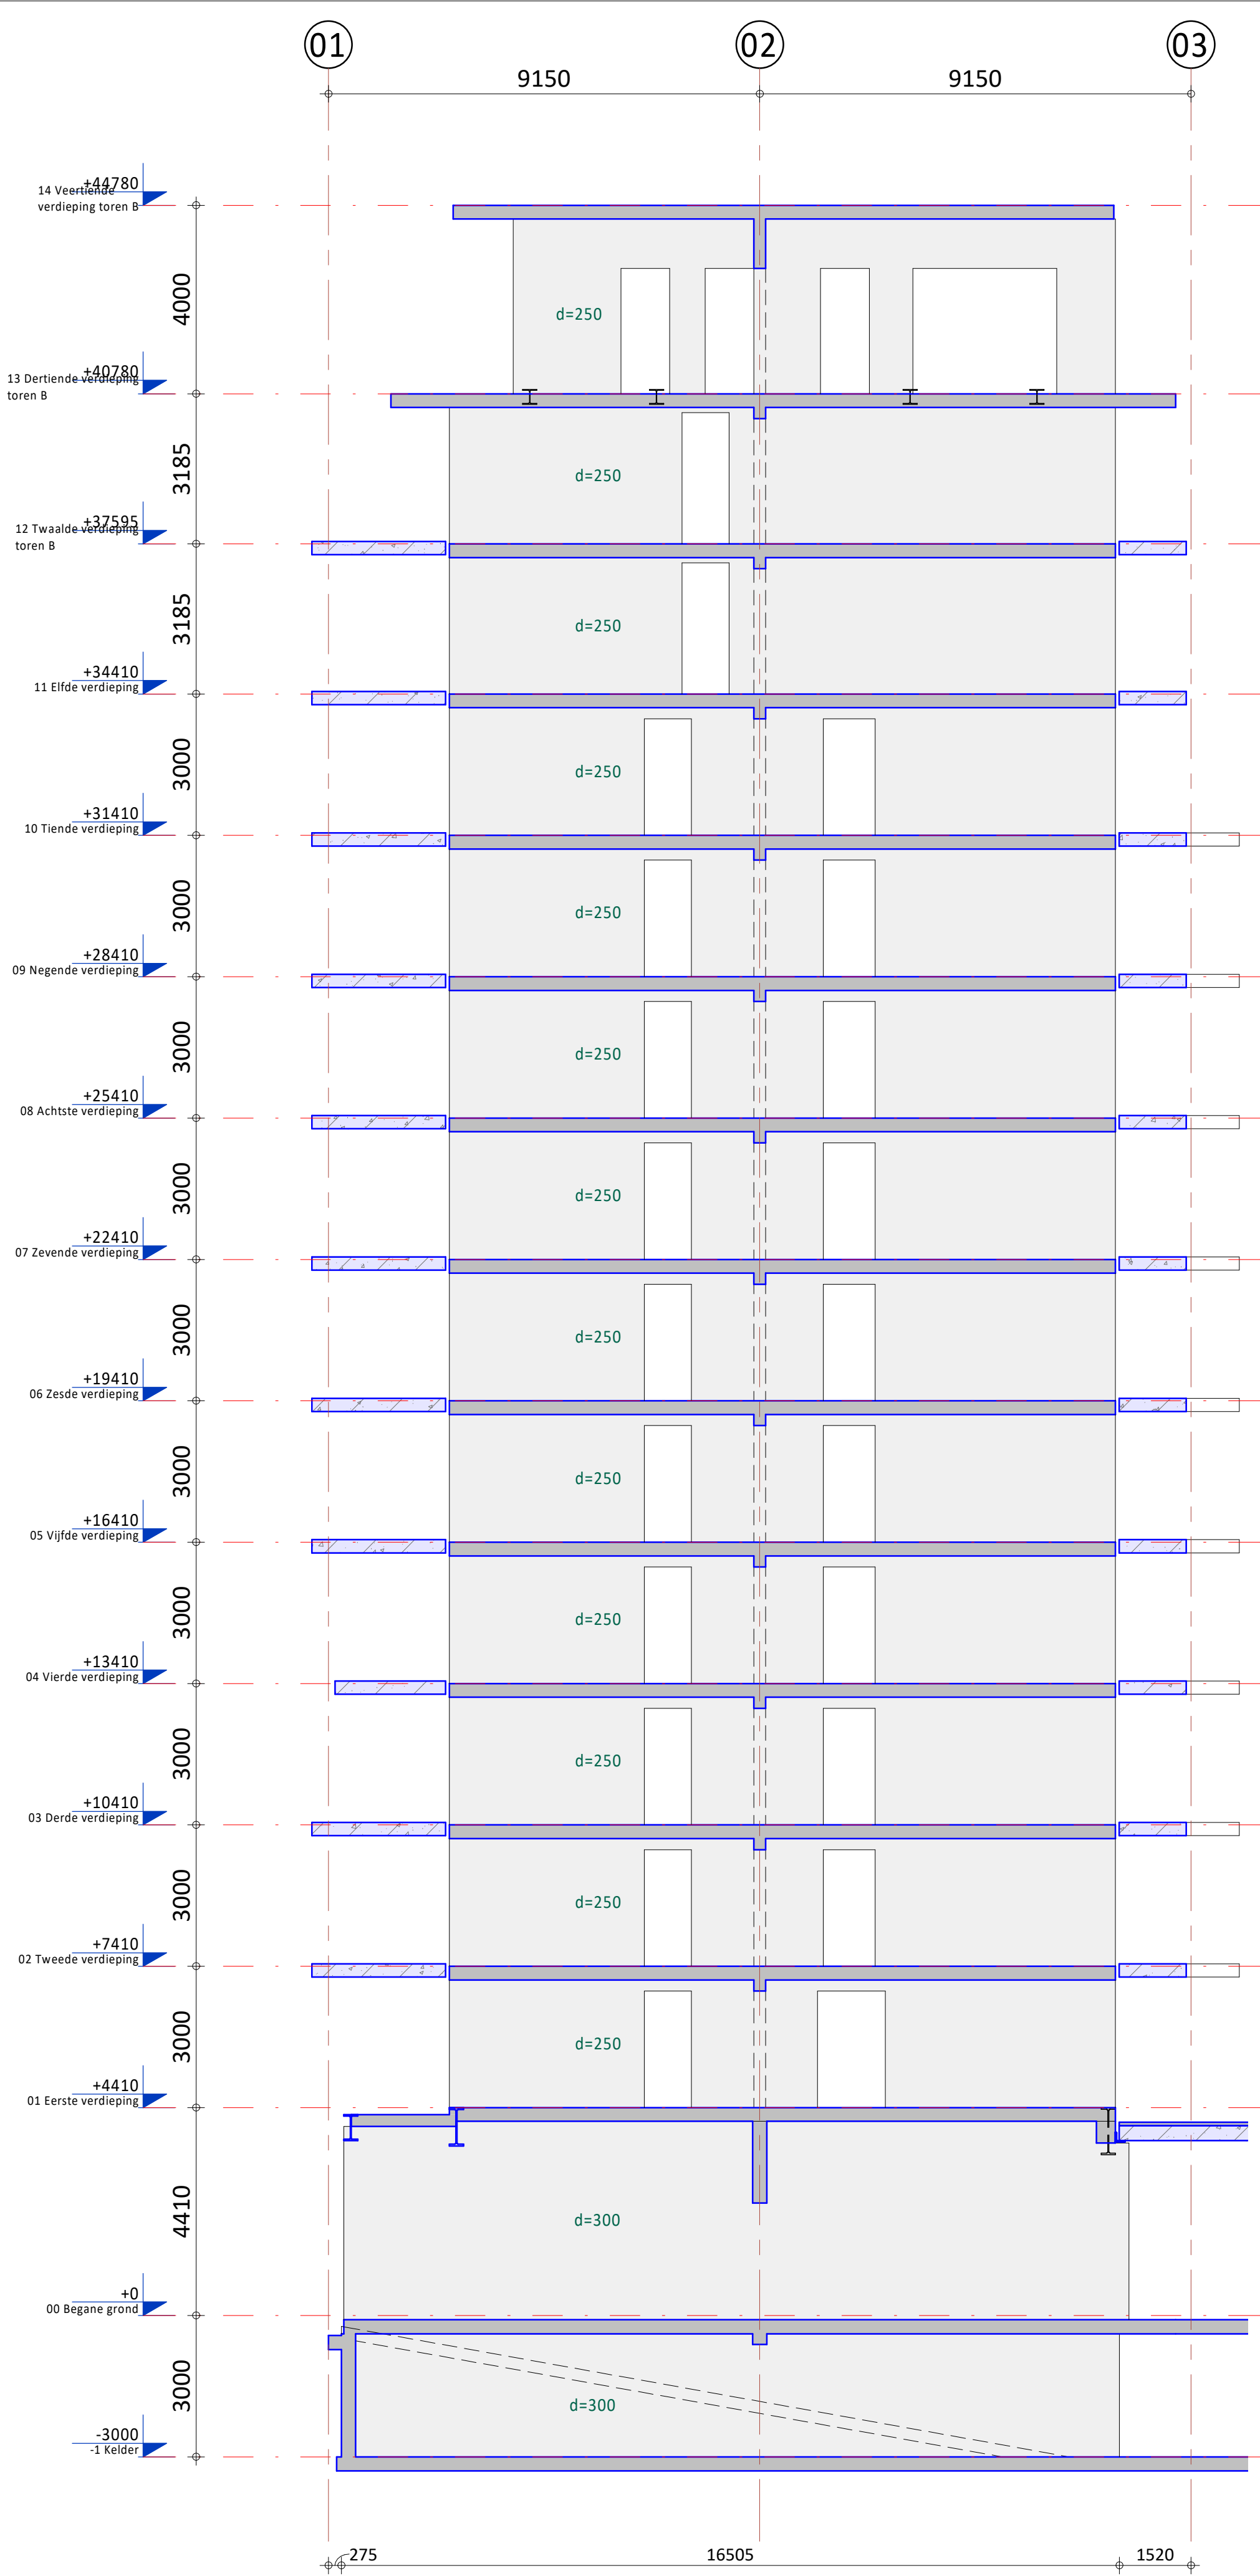 01 02 03
9150 9150
+44780
14 Veertiende
verdieping toren B
4000
d=250
+40780
13 Dertiende verdieping
toren B
3185
d=250
+37595
12 Twaalde verdieping
toren B
3185
d=250
+34410
11 Elfde verdieping
3000
d=250
+31410
10 Tiende verdieping
3000
d=250
+28410
09 Negende verdieping
3000
d=250
+25410
08 Achtste verdieping
3000
d=250
+22410
07 Zevende verdieping
3000
d=250
+19410
06 Zesde verdieping
3000
d=250
+16410
05 Vijfde verdieping
3000
d=250
+13410
04 Vierde verdieping
3000
d=250
+10410
03 Derde verdieping
3000
d=250
+7410
02 Tweede verdieping
3000
d=250
+4410
01 Eerste verdieping
4410
d=300
+0
00 Begane grond
3000
d=300
-3000
-1 Kelder
275 16505 1520